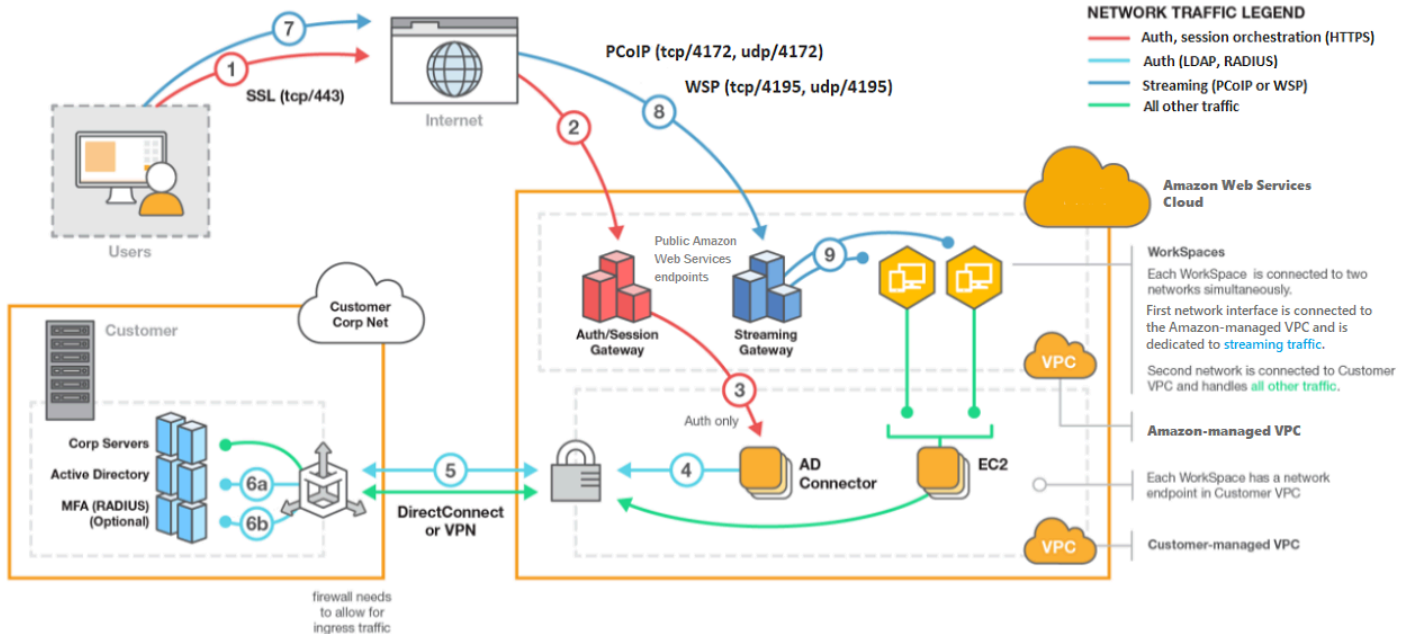 NETWORK TRAFFIC LEGEND
Auth, session orchestration (HTTPS)
Auth (LDAP, RADIUS)
Streaming (PCoIP or WSP)
All other traffic
7
1
SSL (tcp/443)
Internet
PCoIP (tcp/4172, udp/4172)
WSP (tcp/4195, udp/4195)
2
8
Users
Amazon Web Services
Cloud
Public Amazon
Web Services
endpoints
9
Auth/Session
Gateway
Streaming
Gateway
WorkSpaces
Each WorkSpace is connected to two
networks simultaneously.
First network interface is connected to
the Amazon-managed VPC and is
dedicated to streaming traffic.
Second network is connected to Customer
VPC and handles all other traffic.
VPC
Amazon-managed VPC
Customer
Customer
Corp Net
3
Auth only
Corp Servers
Active Directory
MFA (RADIUS)
(Optional)
6a
6b
5
DirectConnect
or VPN
4
AD
Connector
EC2
Each WorkSpace has a network
endpoint in Customer VPC
VPC
Customer-managed VPC
firewall needs
to allow for
ingress traffic